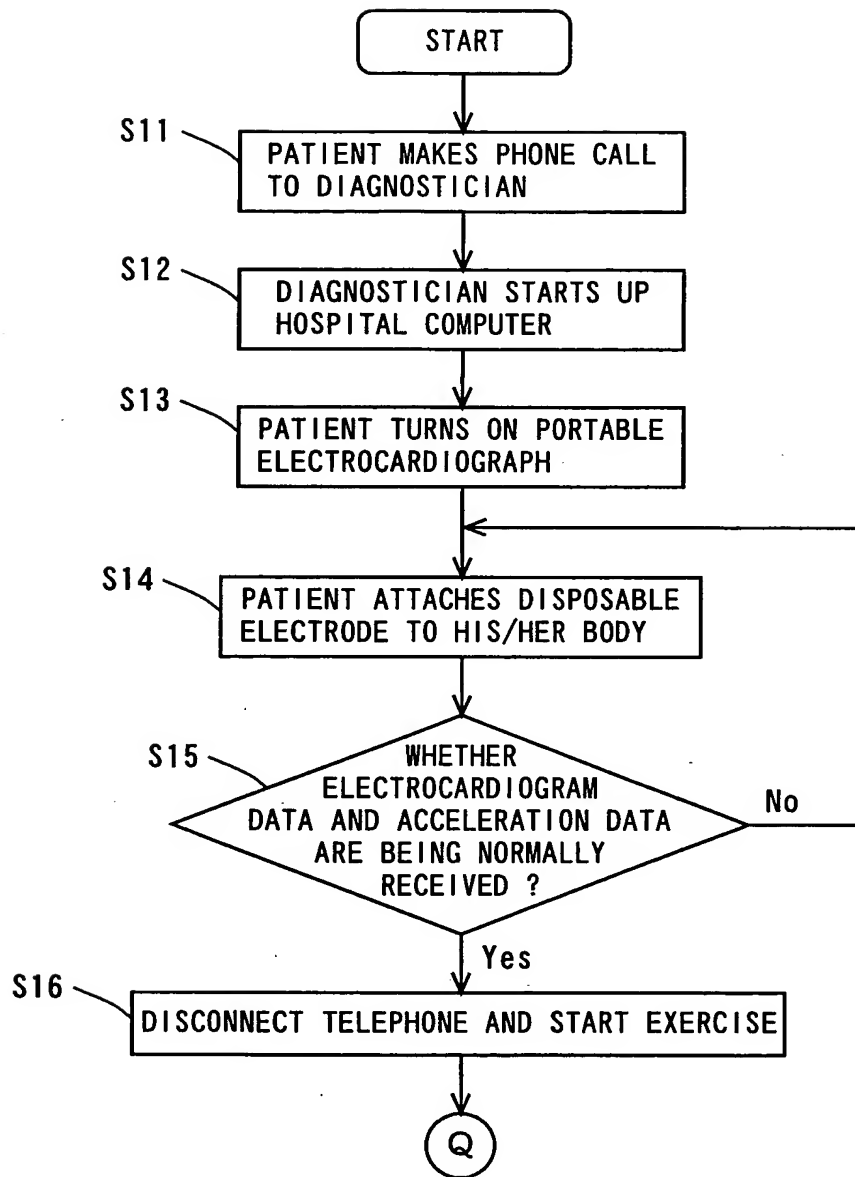 START
S11
PATIENT MAKES PHONE CALL
TO DIAGNOSTICIAN
S12
DIAGNOSTICIAN STARTS UP
HOSPITAL COMPUTER
S13
PATIENT TURNS ON PORTABLE
ELECTROCARDIOGRAPH
S14
PATIENT ATTACHES DISPOSABLE
ELECTRODE TO HIS/HER BODY
S15
WHETHER
ELECTROCARDIOGRAM
DATA AND ACCELERATION DATA
ARE BEING NORMALLY
RECEIVED ?
No
Yes
S16
DISCONNECT TELEPHONE AND START EXERCISE
Q